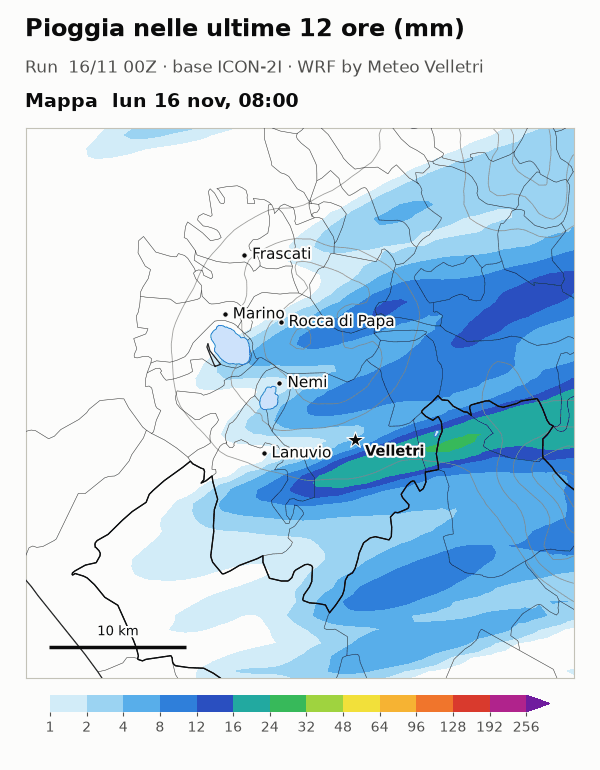 Pioggia nelle ultime 12 ore (mm)
Run  16/11 00Z · base ICON-2I · WRF by Meteo Velletri
Mappa  lun 16 nov, 08:00
Frascati
Marino
Rocca di Papa
Nemi
Velletri
Lanuvio
10 km
1 2 4 8 12 16 24 32 48 64 96 128 192 256